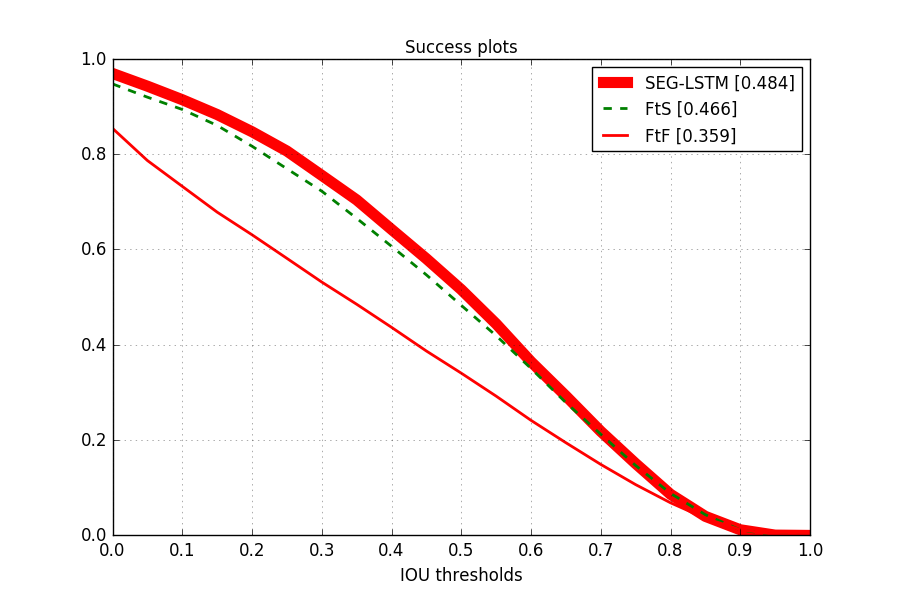 Success plots
SEG-LSTM [0.484]
FtS [0.466]
FtF [0.359]
1.0
0.8
0.6
0.4
0.2
0.0
0.0 0.1 0.2 0.3 0.4 0.5 0.6 0.7 0.8 0.9 1.0
IOU thresholds